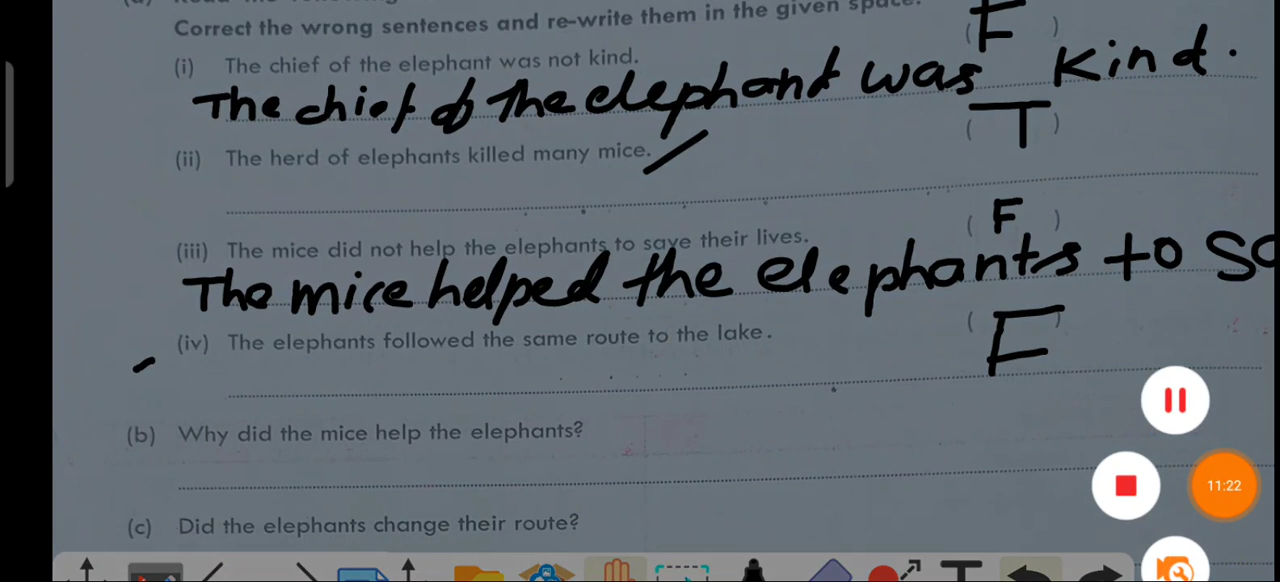 Correct the wrong sentences and re-write them in the given space.
(i) The chief of the elephant was not kind. ( F )
The chief of the elephant was kind.
(ii) The herd of elephants killed many mice. ( T )
(iii) The mice did not help the elephants to save their lives. ( F )
The mice helped the elephants to
(iv) The elephants followed the same route to the lake. ( F )
(b) Why did the mice help the elephants?
(c) Did the elephants change their route?
11:22
T